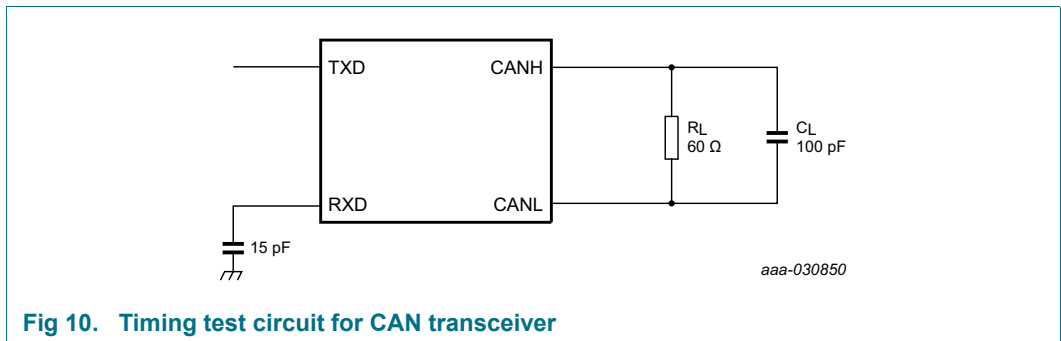 TXD CANH
RL
60 Ω
CL
100 pF
RXD CANL
15 pF
aaa-030850
Fig 10. Timing test circuit for CAN transceiver